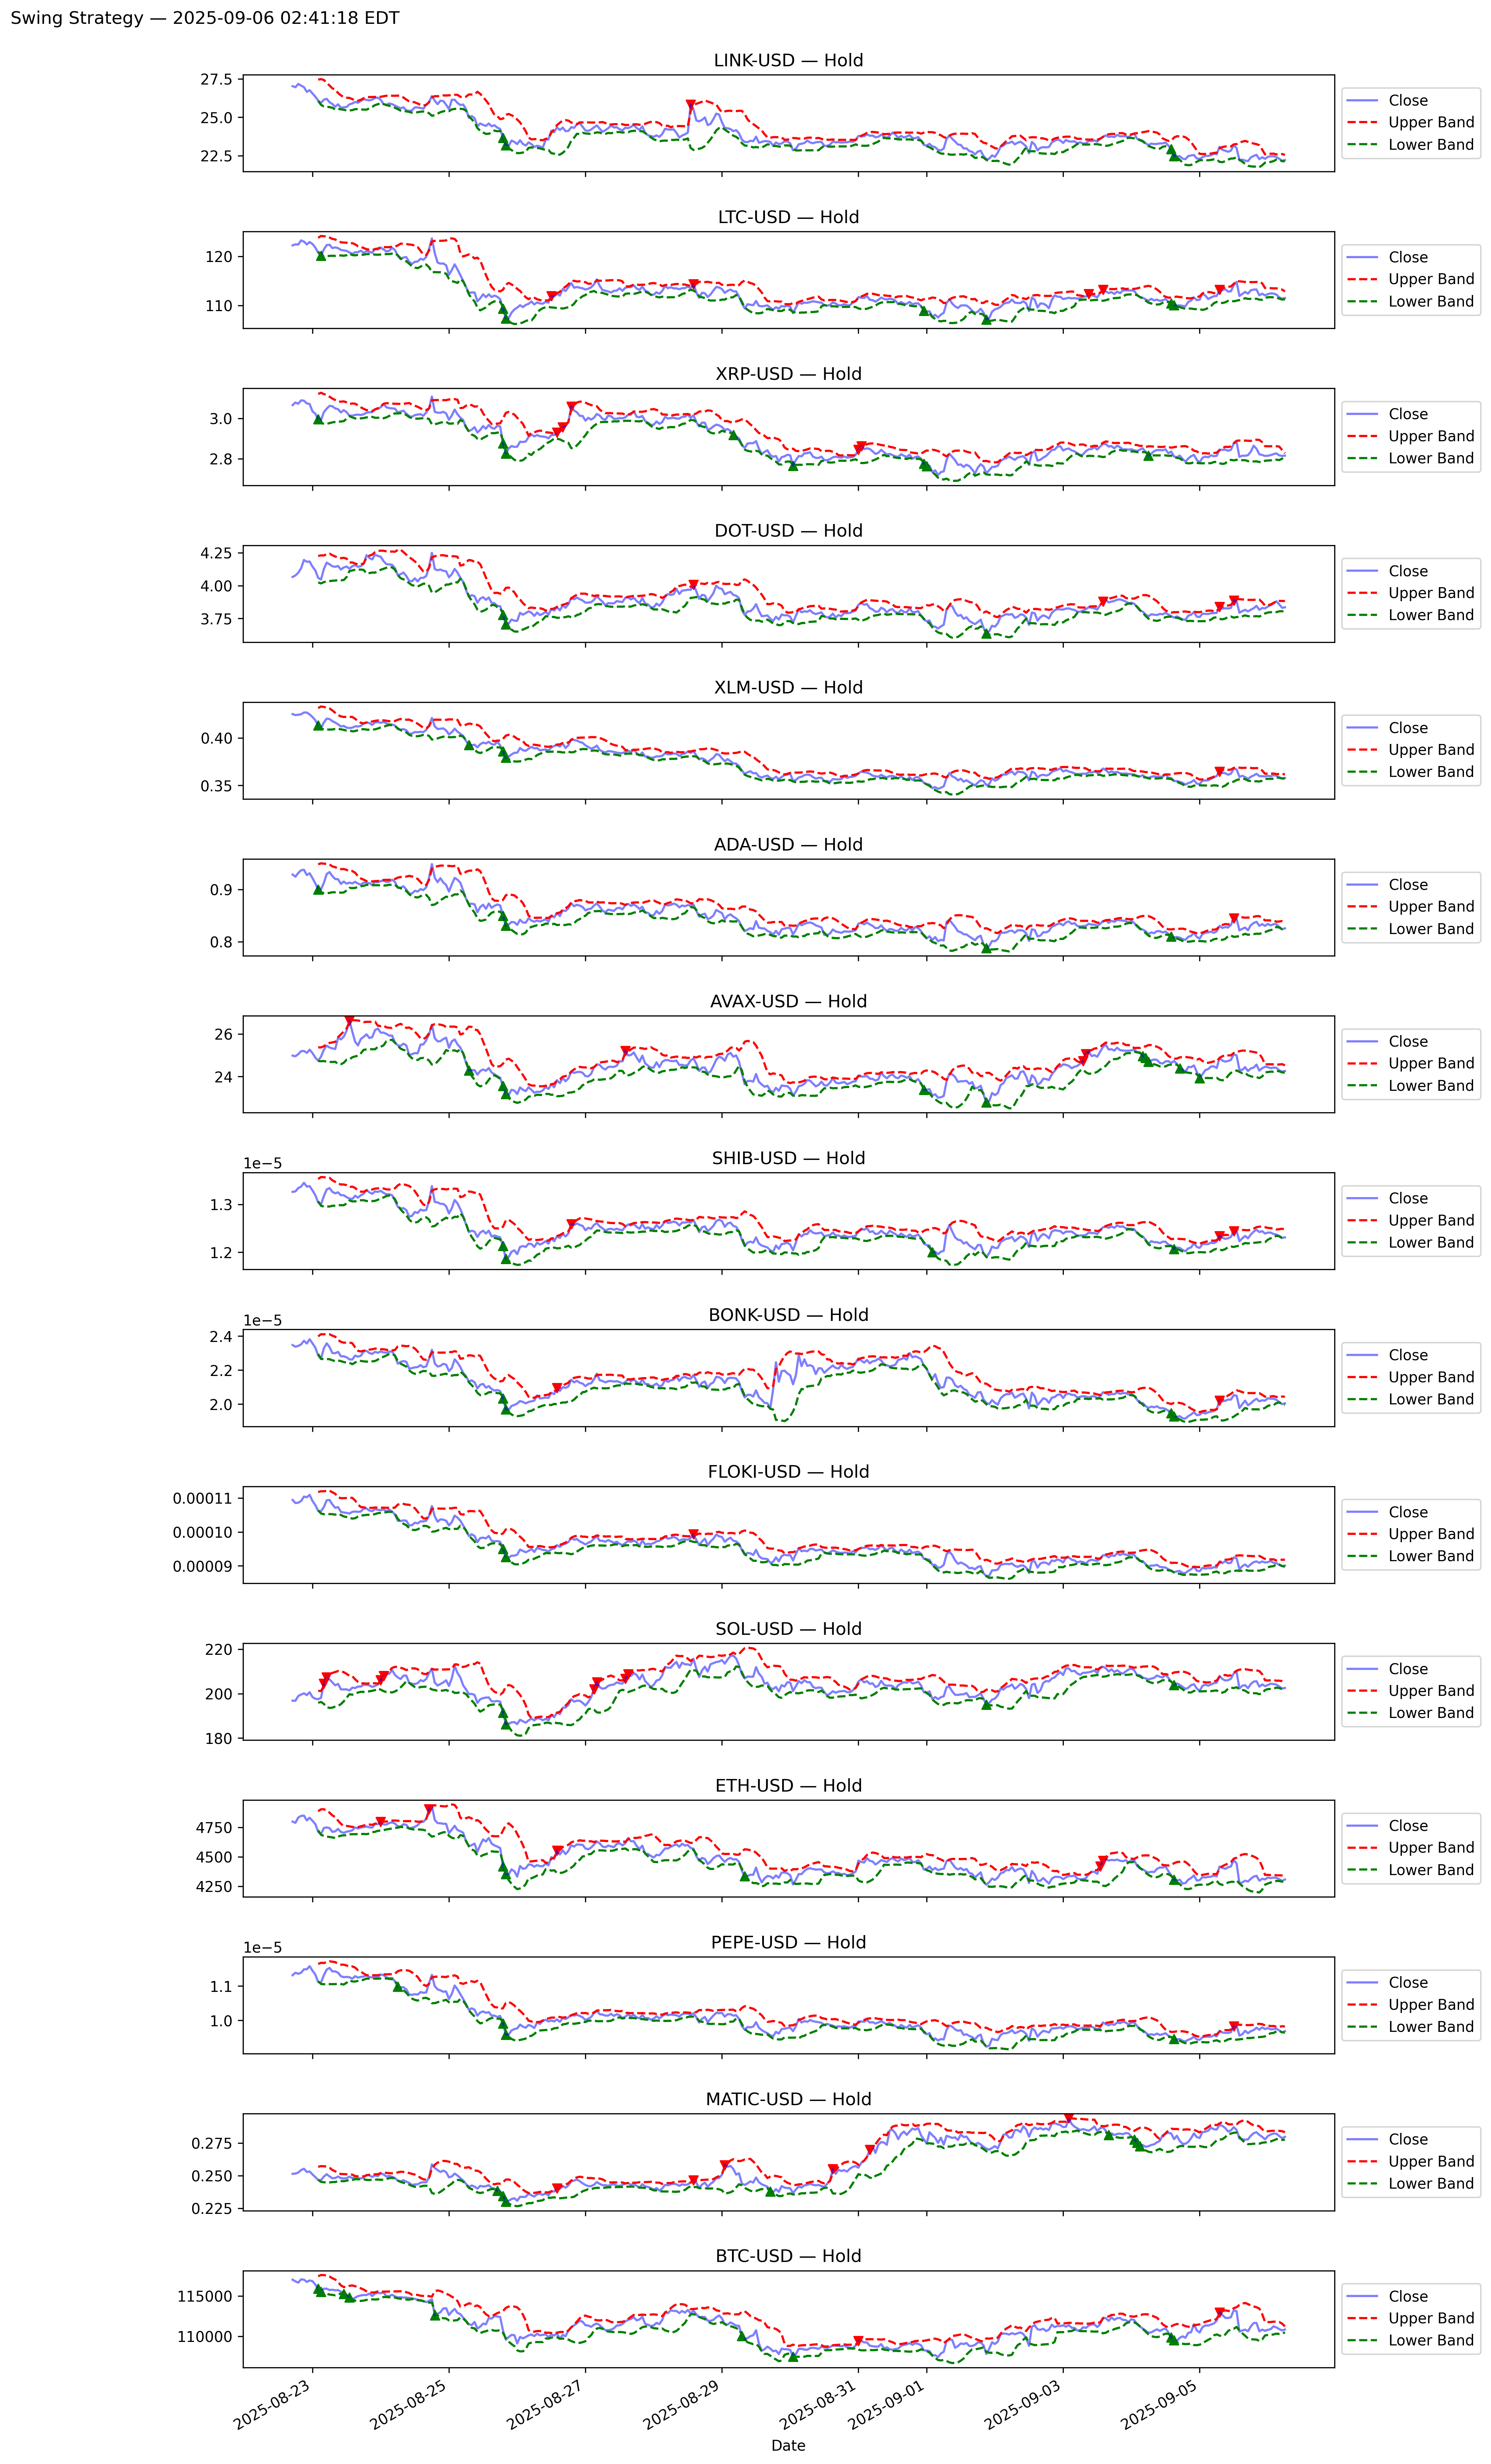 Swing Strategy — 2025-09-06 02:41:18 EDT
LINK-USD — Hold
27.5
25.0
22.5
Close
Upper Band
Lower Band
LTC-USD — Hold
120
110
Close
Upper Band
Lower Band
XRP-USD — Hold
3.0
2.8
Close
Upper Band
Lower Band
DOT-USD — Hold
4.25
4.00
3.75
Close
Upper Band
Lower Band
XLM-USD — Hold
0.40
0.35
Close
Upper Band
Lower Band
ADA-USD — Hold
0.9
0.8
Close
Upper Band
Lower Band
AVAX-USD — Hold
26
24
Close
Upper Band
Lower Band
SHIB-USD — Hold
1e−5
1.3
1.2
Close
Upper Band
Lower Band
BONK-USD — Hold
1e−5
2.4
2.2
2.0
Close
Upper Band
Lower Band
FLOKI-USD — Hold
0.00011
0.00010
0.00009
Close
Upper Band
Lower Band
SOL-USD — Hold
220
200
180
Close
Upper Band
Lower Band
ETH-USD — Hold
4750
4500
4250
Close
Upper Band
Lower Band
PEPE-USD — Hold
1e−5
1.1
1.0
Close
Upper Band
Lower Band
MATIC-USD — Hold
0.275
0.250
0.225
Close
Upper Band
Lower Band
BTC-USD — Hold
115000
110000
Close
Upper Band
Lower Band
2025-08-23
2025-08-25
2025-08-27
2025-08-29
2025-08-31
2025-09-01
2025-09-03
2025-09-05
Date